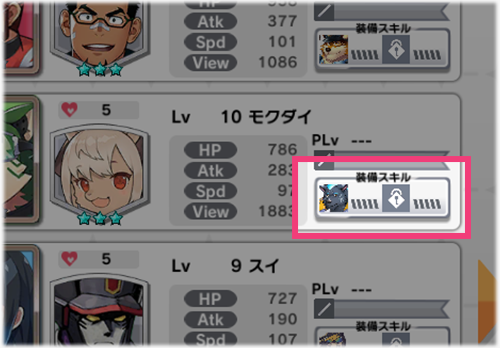 998
Atk 377
Spd 101
View 1086
装備スキル
5
Lv 10 モクダイ
PLv ---
HP 786
Atk 283
Spd 97
View 1883
装備スキル
5
Lv 9 スイ
PLv ---
HP 727
Atk 190
Spd 107
装備スキル